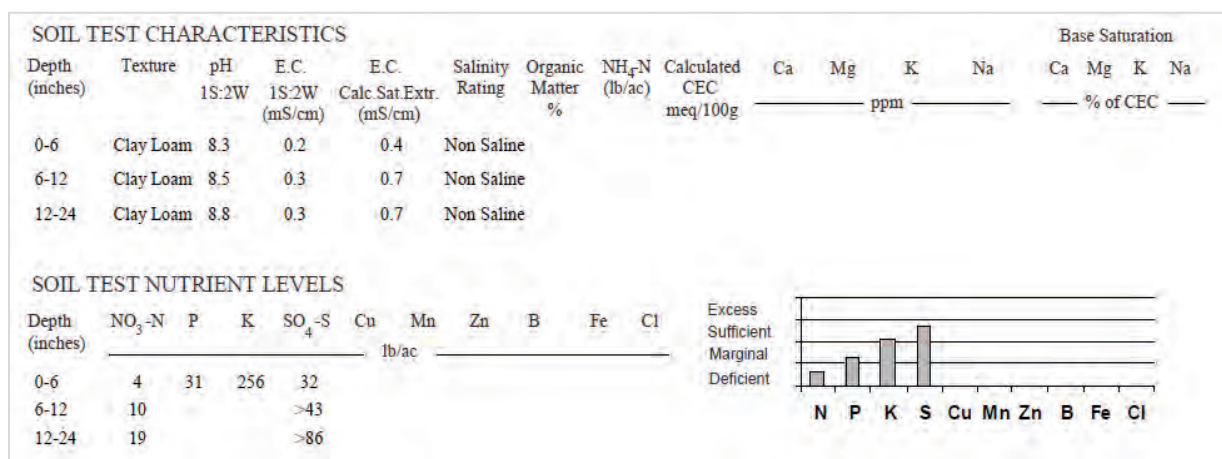 SOIL TEST CHARACTERISTICS
Base Saturation
Depth Texture pH E.C. E.C. Salinity Organic NH4-N Calculated Ca Mg K Na Ca Mg K Na
(inches) 1S:2W 1S:2W Calc.Sat.Extr. Rating Matter (lb/ac) CEC ppm % of CEC
(mS/cm) (mS/cm) % meq/100g
0-6 Clay Loam 8.3 0.2 0.4 Non Saline
6-12 Clay Loam 8.5 0.3 0.7 Non Saline
12-24 Clay Loam 8.8 0.3 0.7 Non Saline
SOIL TEST NUTRIENT LEVELS
Depth NO3-N P K SO4-S Cu Mn Zn B Fe Cl
(inches) lb/ac
0-6 4 31 256 32
6-12 10 >43
12-24 19 >86
Excess
Sufficient
Marginal
Deficient
N P K S Cu Mn Zn B Fe Cl